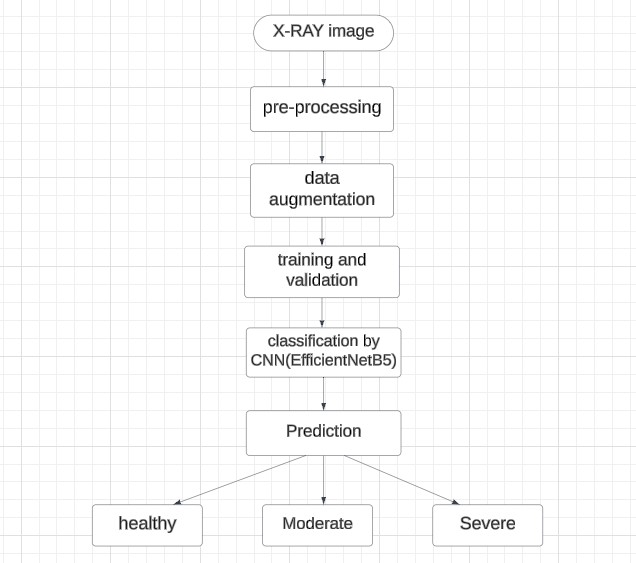 X-RAY image
pre-processing
data
augmentation
training and
validation
classification by
CNN(EfficientNetB5)
Prediction
healthy
Moderate
Severe